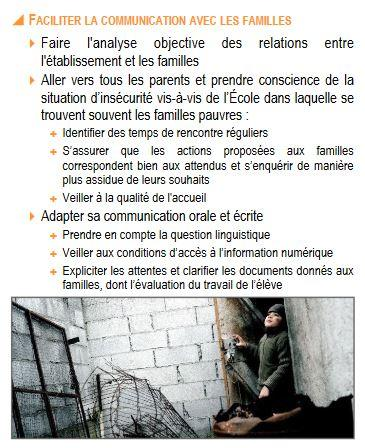 FACILITER LA COMMUNICATION AVEC LES FAMILLES
Faire l'analyse objective des relations entre
l'établissement et les familles
Aller vers tous les parents et prendre conscience de la
situation d'insécurité vis-à-vis de l'École dans laquelle se
trouvent souvent les familles pauvres :
Identifier des temps de rencontre réguliers
S'assurer que les actions proposées aux familles
correspondent bien aux attendus et s'enquérir de manière
plus assidue de leurs souhaits
Veiller à la qualité de l'accueil
Adapter sa communication orale et écrite
Prendre en compte la question linguistique
Veiller aux conditions d'accès à l'information numérique
Expliciter les attentes et clarifier les documents donnés aux
familles, dont l'évaluation du travail de l'élève